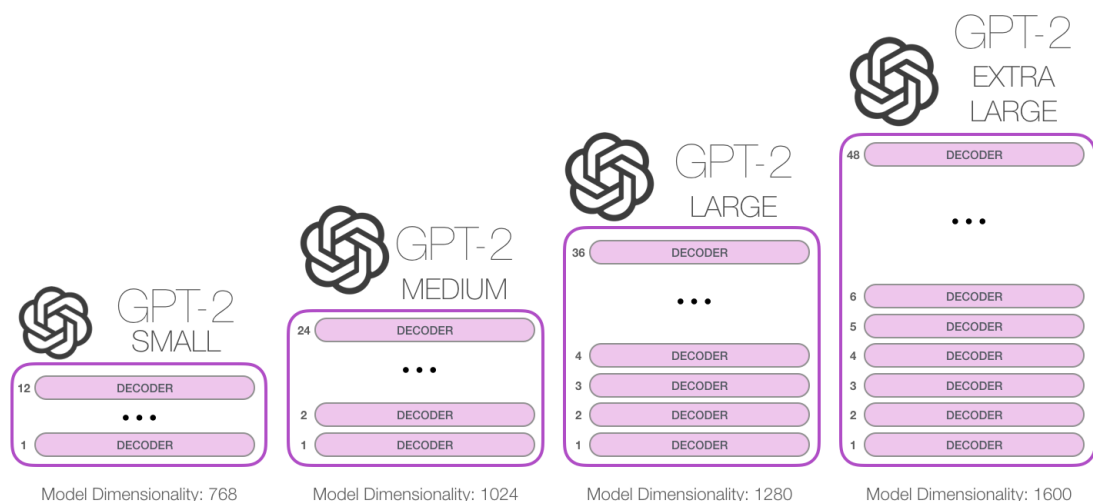 GPT-2
SMALL
12 DECODER
...
1 DECODER
Model Dimensionality: 768
GPT-2
MEDIUM
24 DECODER
...
2 DECODER
1 DECODER
Model Dimensionality: 1024
GPT-2
LARGE
36 DECODER
...
4 DECODER
3 DECODER
2 DECODER
1 DECODER
Model Dimensionality: 1280
GPT-2
EXTRA
LARGE
48 DECODER
...
6 DECODER
5 DECODER
4 DECODER
3 DECODER
2 DECODER
1 DECODER
Model Dimensionality: 1600